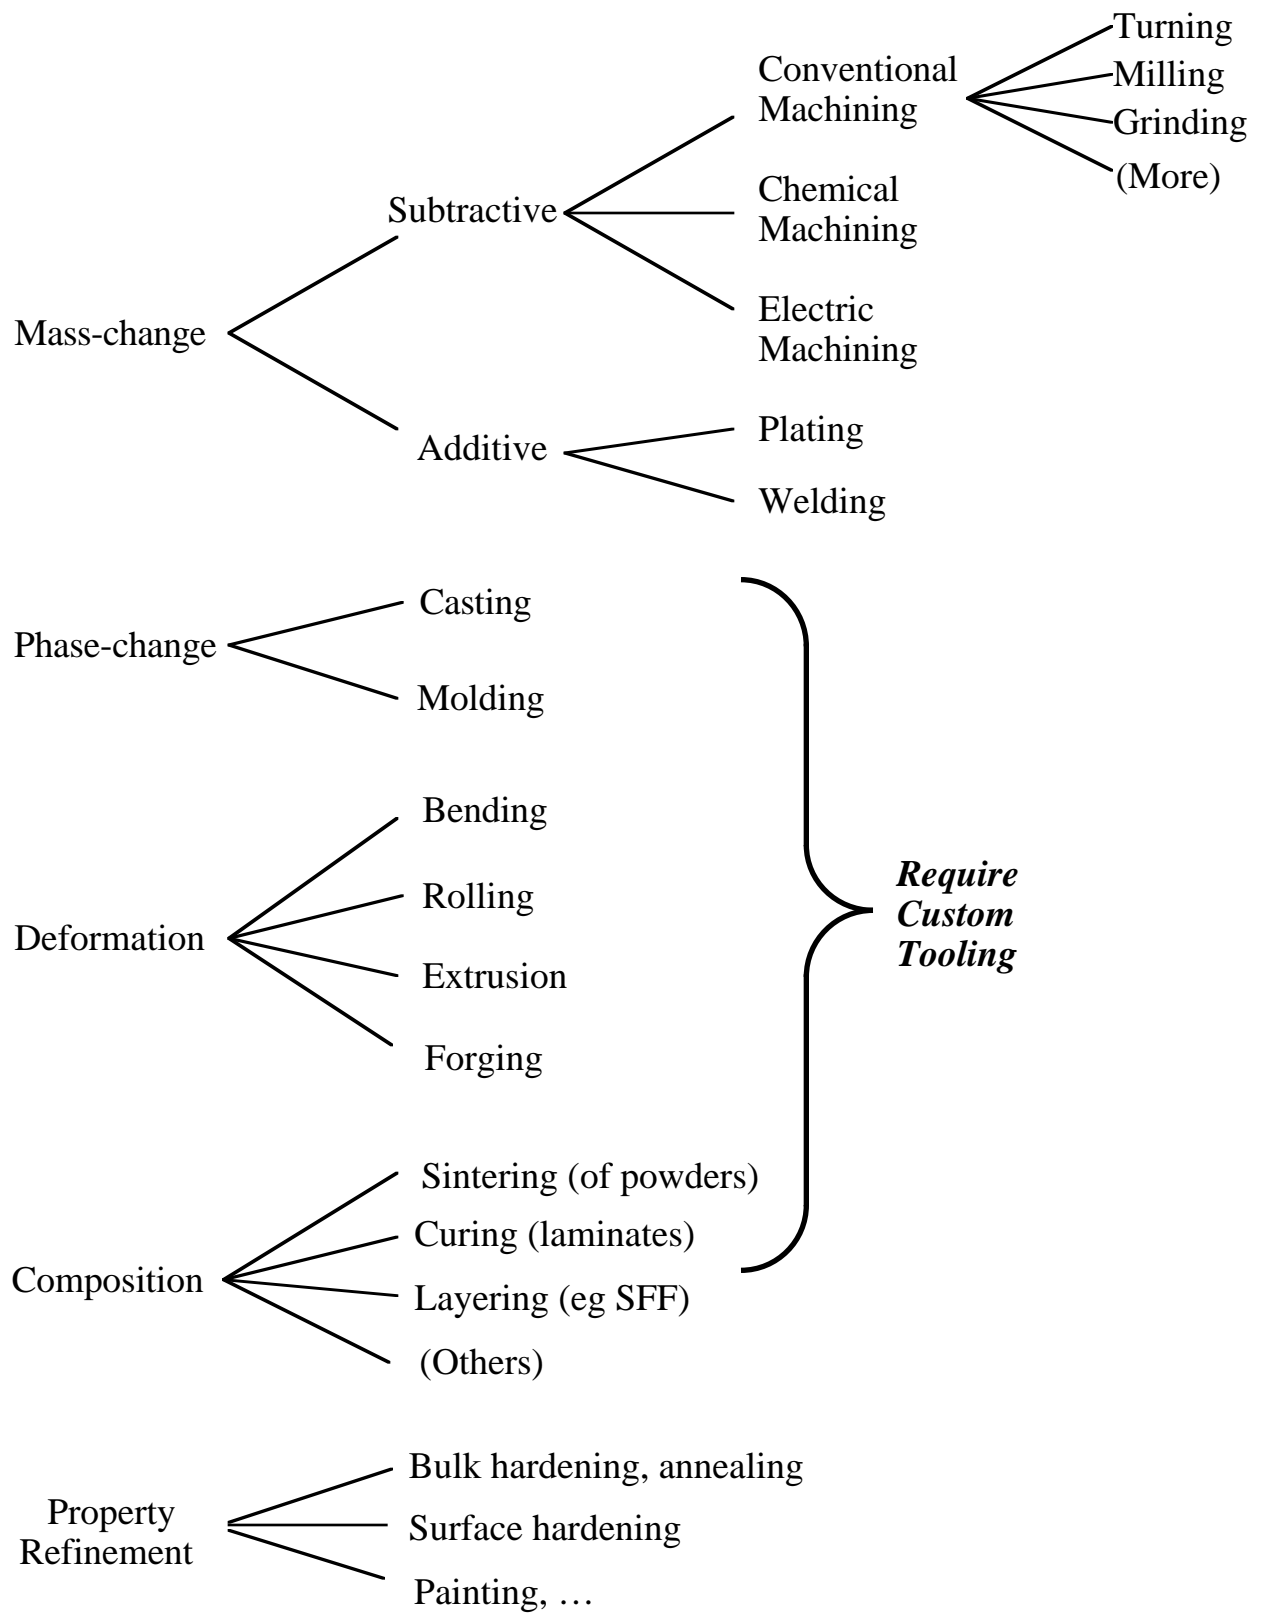 Turning
Conventional
Machining
Milling
Grinding
(More)
Chemical
Machining
Subtractive
Electric
Machining
Mass-change
Plating
Additive
Welding
Casting
Phase-change
Molding
Bending
Rolling
Deformation
Extrusion
Forging
Require
Custom
Tooling
Sintering (of powders)
Curing (laminates)
Composition
Layering (eg SFF)
(Others)
Bulk hardening, annealing
Property
Refinement
Surface hardening
Painting, …